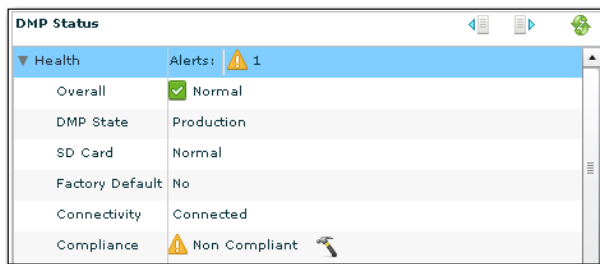 DMP Status
Health Alerts: 1
Overall Normal
DMP State Production
SD Card Normal
Factory Default No
Connectivity Connected
Compliance Non Compliant